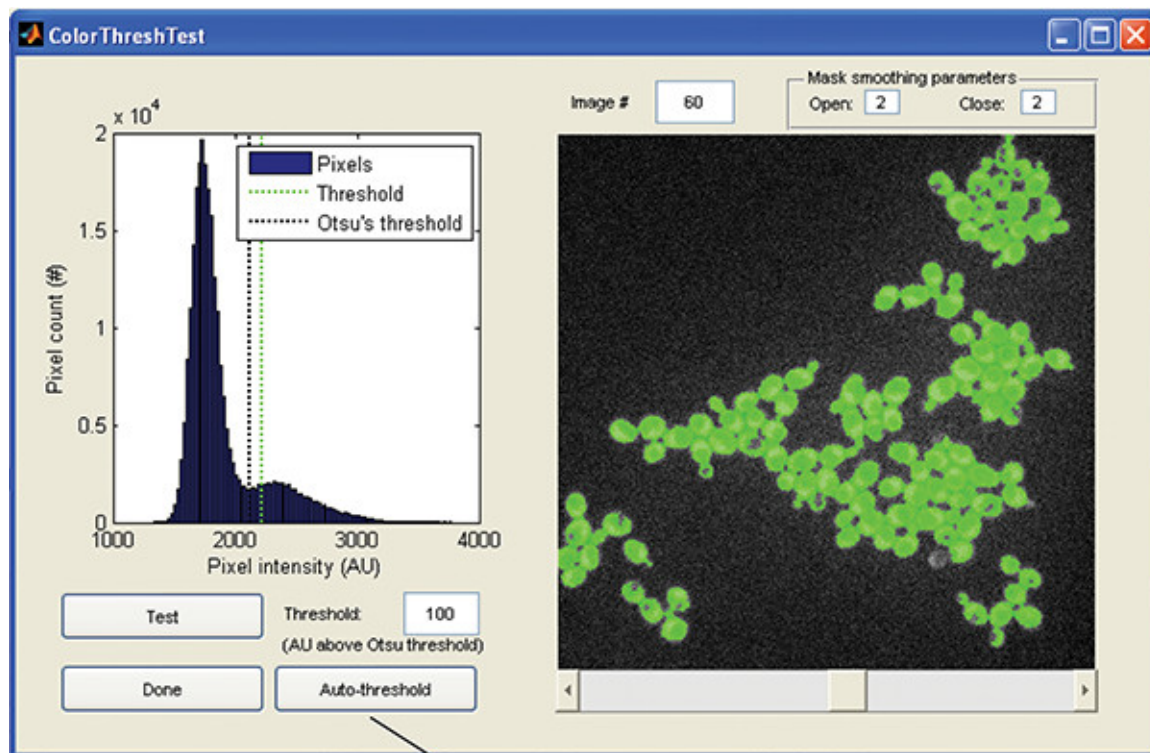 ColorThreshTest
x 10^4
2
1.5
1
0.5
0
1000
2000
3000
4000
Pixel count (#)
Pixel intensity (AU)
Pixels
Threshold
Otsu's threshold
Image # 60
Mask smoothing parameters
Open: 2 Close: 2
Test
Threshold: 100
(AU above Otsu threshold)
Done
Auto-threshold